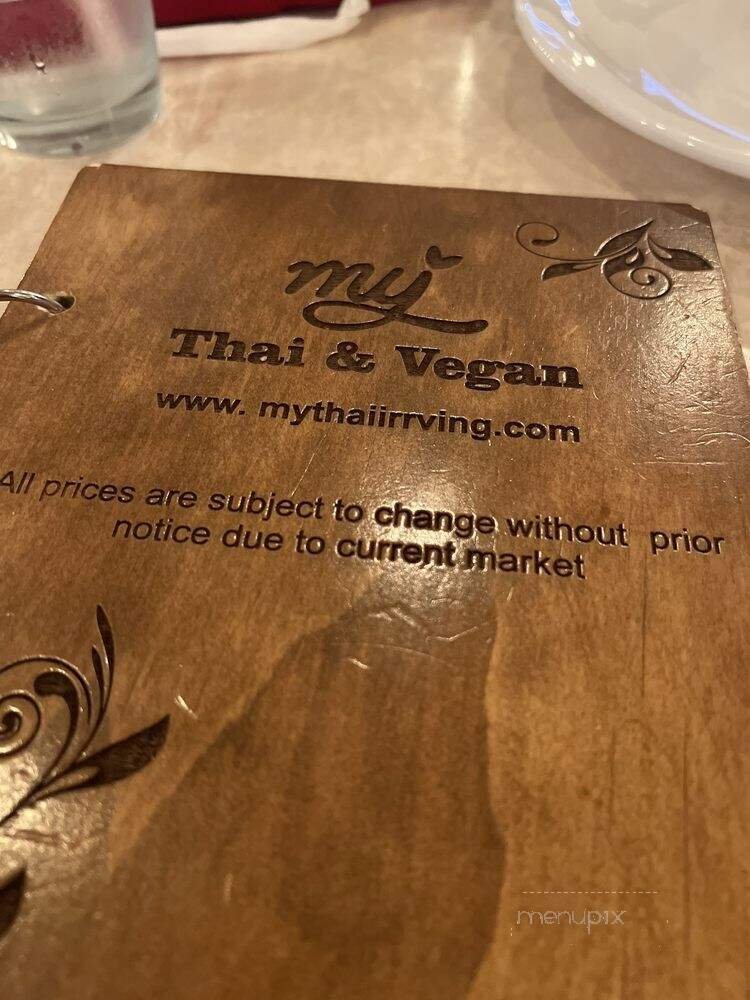 my
Thai & Vegan
www. mythaiirrving.com
All prices are subject to change without prior
notice due to current market
menupix